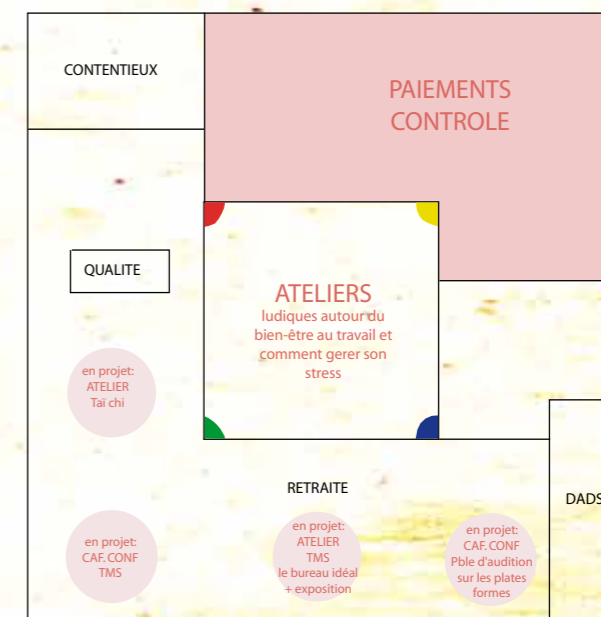 CONTENTIEUX
PAIEMENTS
CONTROLE
QUALITE
ATELIERS
ludiques autour du
bien-être au travail et
comment gerer son
stress
en projet:
ATELIER
Taï chi
RETRAITE
DADS
en projet:
CAF. CONF
TMS
en projet:
ATELIER
TMS
le bureau idéal
+ exposition
en projet:
CAF. CONF
Pble d'audition
sur les plates
formes